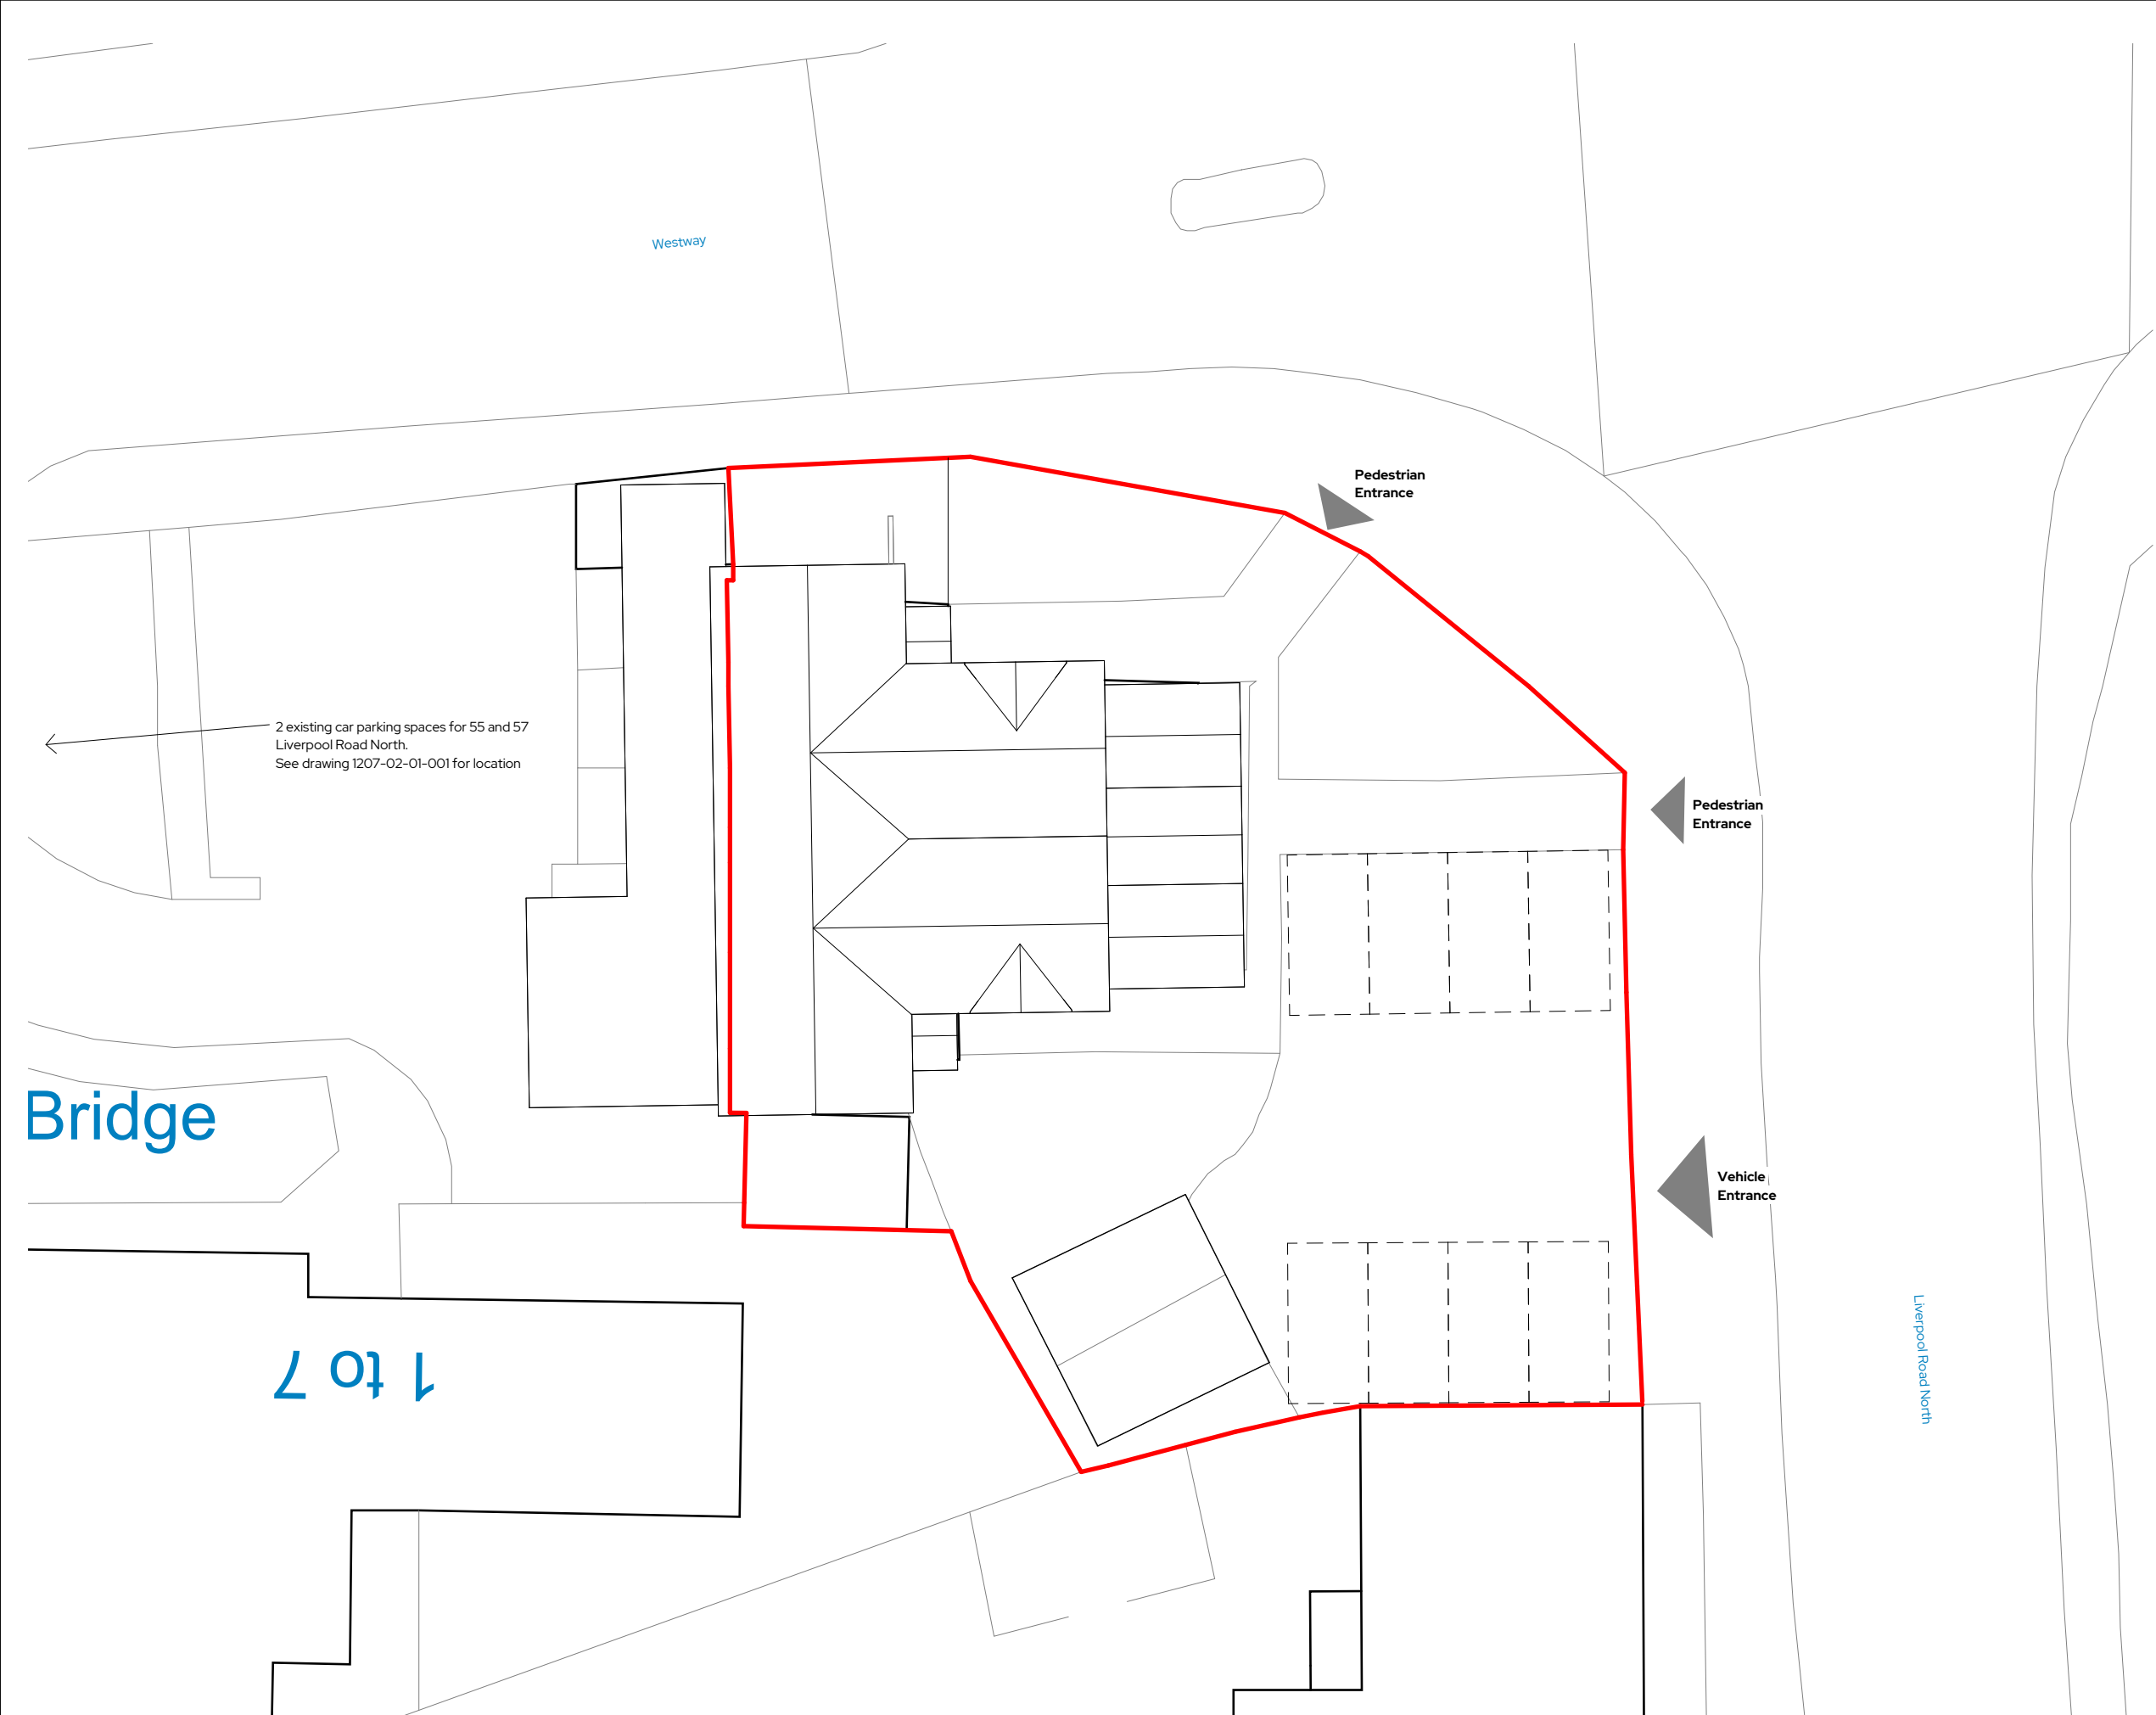 Westway
Pedestrian
Entrance
2 existing car parking spaces for 55 and 57
Liverpool Road North.
See drawing 1207-02-01-001 for location
Pedestrian
Entrance
Bridge
Vehicle
Entrance
Liverpool Road North
1 to 7